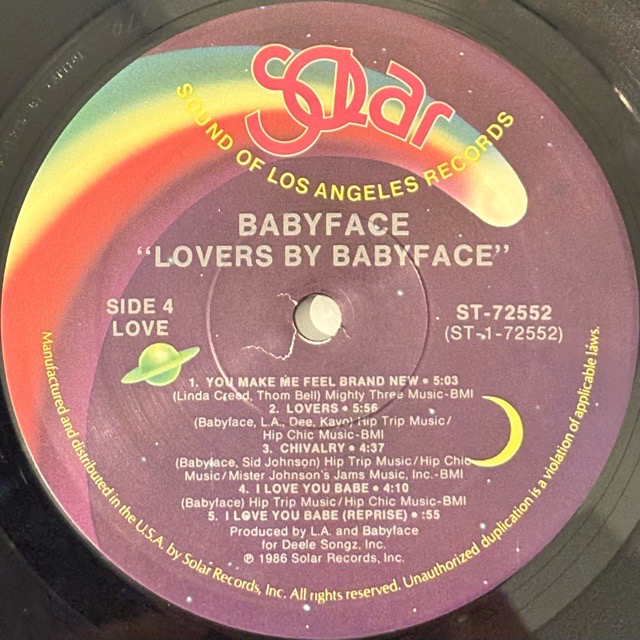 Solar
SOUND OF LOS ANGELES RECORDS
BABYFACE
"LOVERS BY BABYFACE"
SIDE 4
LOVE
ST-72552
(ST-1-72552)
1. YOU MAKE ME FEEL BRAND NEW • 5:03
(Linda Creed, Thom Bell) Mighty Three Music-BMI
2. LOVERS • 5:56
(Babyface, L.A., Dee, Kayo) Hip Trip Music/
Hip Chic Music-BMI
3. CHIVALRY • 4:37
(Babyface, Sid Johnson) Hip Trip Music/Hip Chic
Music/Mister Johnson's Jams Music, Inc.-BMI
4. I LOVE YOU BABE • 4:10
(Babyface) Hip Trip Music/Hip Chic Music-BMI
5. I LOVE YOU BABE (REPRISE) • :55
Produced by L.A. and Babyface
for Deele Songz, Inc.
℗ 1986 Solar Records, Inc.
Manufactured and distributed in the U.S.A. by Solar Records, Inc. All rights reserved. Unauthorized duplication is a violation of applicable laws.